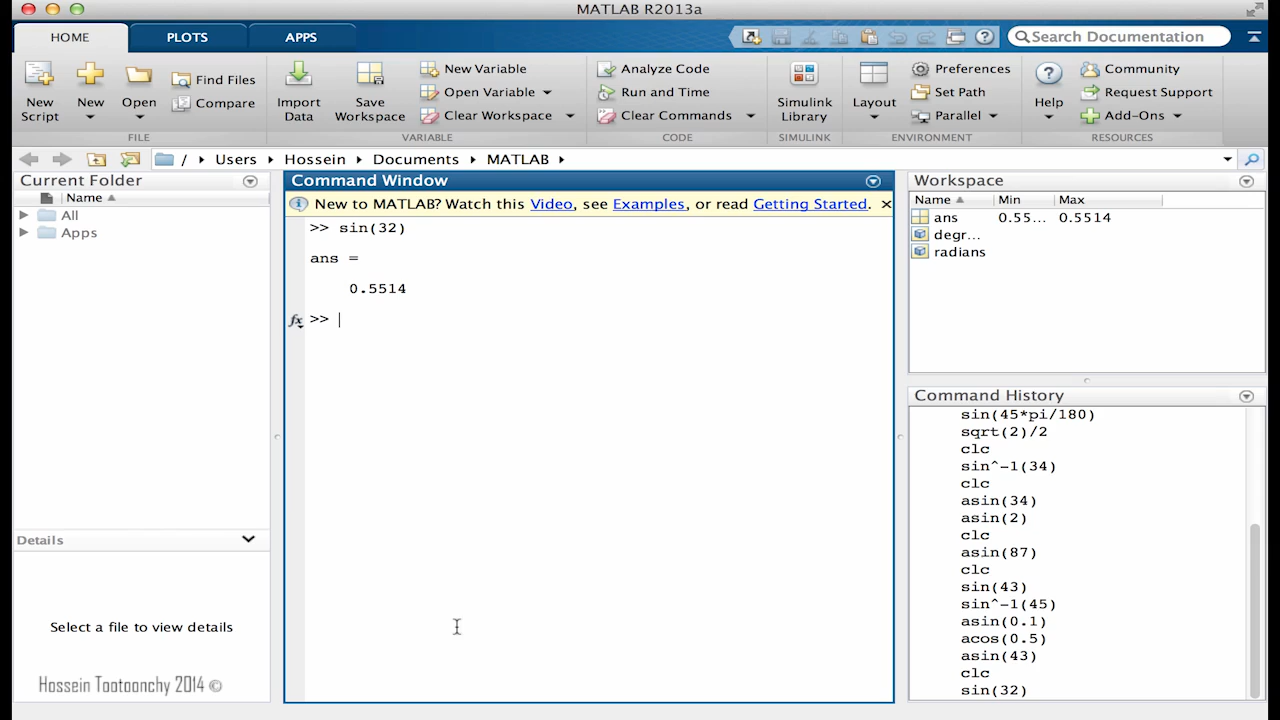 MATLAB R2013a
HOME PLOTS APPS Search Documentation
New Script New Open Find Files Compare Import Data Save Workspace New Variable Open Variable Clear Workspace Analyze Code Run and Time Clear Commands Simulink Library Layout Preferences Set Path Parallel Help Community Request Support Add-Ons
FILE VARIABLE CODE SIMULINK ENVIRONMENT RESOURCES
/ Users Hossein Documents MATLAB
Current Folder
Name
All
Apps
Details
Select a file to view details
Hossein Tootoonchy 2014 ©
Command Window
New to MATLAB? Watch this Video, see Examples, or read Getting Started.
>> sin(32)
ans =
0.5514
fx >>
Workspace
Name Min Max
ans 0.55... 0.5514
degr...
radians
Command History
sin(45*pi/180)
sqrt(2)/2
clc
sin^-1(34)
clc
asin(34)
asin(2)
clc
asin(87)
clc
sin(43)
sin^-1(45)
asin(0.1)
acos(0.5)
asin(43)
clc
sin(32)